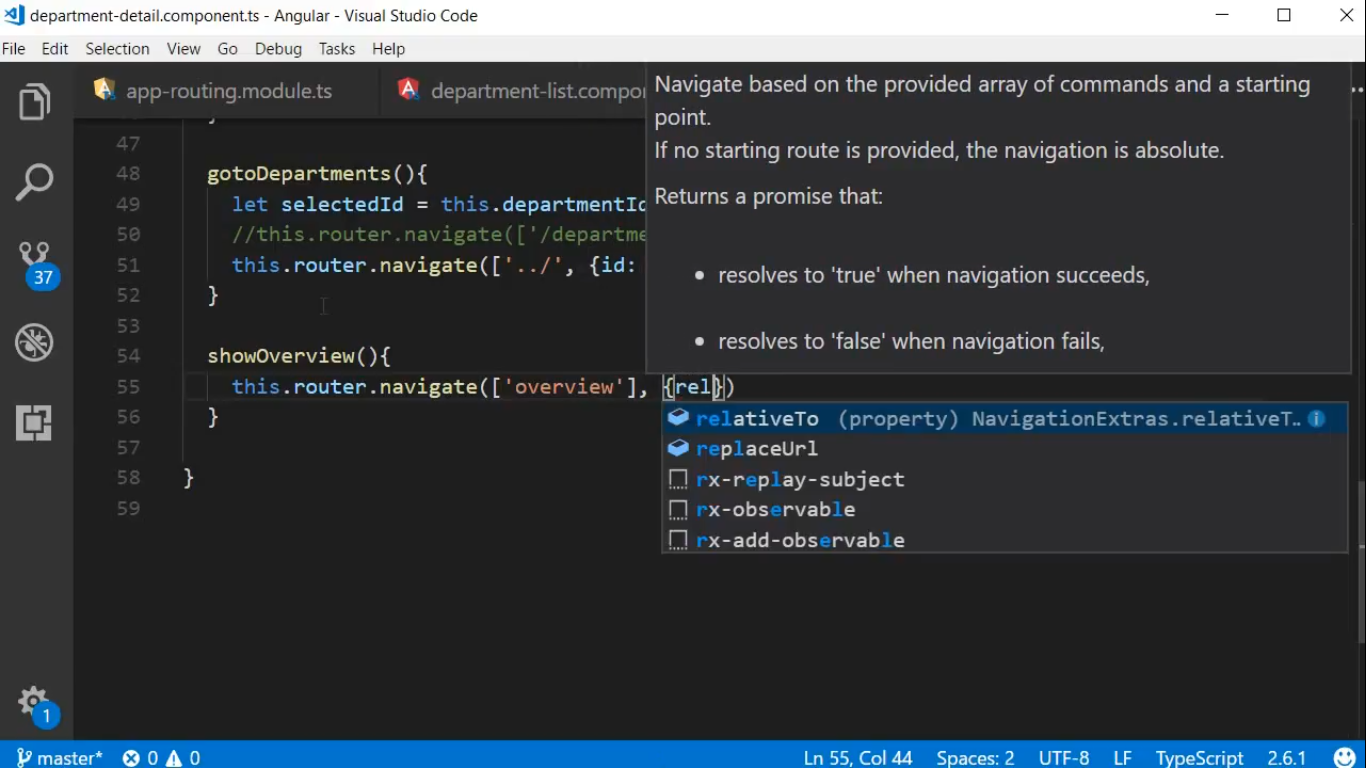 department-detail.component.ts - Angular - Visual Studio Code
File Edit Selection View Go Debug Tasks Help
app-routing.module.ts department-list.compo
Navigate based on the provided array of commands and a starting
point.
If no starting route is provided, the navigation is absolute.
Returns a promise that:
• resolves to 'true' when navigation succeeds,
• resolves to 'false' when navigation fails,
47
48 gotoDepartments(){
49 let selectedId = this.departmentId
50 //this.router.navigate(['/departme
51 this.router.navigate(['../', {id:
52 }
53
54 showOverview(){
55 this.router.navigate(['overview'], {rel})
56 }
57
58 }
59
relativeTo (property) NavigationExtras.relativeT..
replaceUrl
rx-replay-subject
rx-observable
rx-add-observable
37
1
master* 0 0 Ln 55, Col 44 Spaces: 2 UTF-8 LF TypeScript 2.6.1